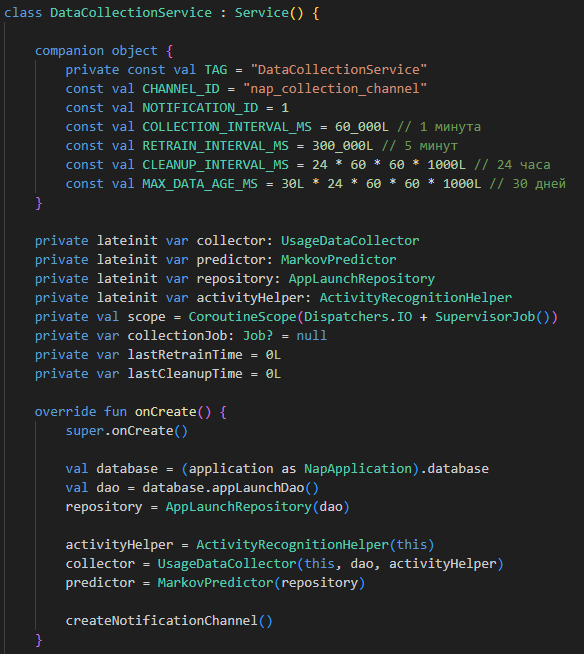 class DataCollectionService : Service() {
companion object {
private const val TAG = "DataCollectionService"
const val CHANNEL_ID = "nap_collection_channel"
const val NOTIFICATION_ID = 1
const val COLLECTION_INTERVAL_MS = 60_000L // 1 минута
const val RETRAIN_INTERVAL_MS = 300_000L // 5 минут
const val CLEANUP_INTERVAL_MS = 24 * 60 * 60 * 1000L // 24 часа
const val MAX_DATA_AGE_MS = 30L * 24 * 60 * 60 * 1000L // 30 дней
}
private lateinit var collector: UsageDataCollector
private lateinit var predictor: MarkovPredictor
private lateinit var repository: AppLaunchRepository
private lateinit var activityHelper: ActivityRecognitionHelper
private val scope = CoroutineScope(Dispatchers.IO + SupervisorJob())
private var collectionJob: Job? = null
private var lastRetrainTime = 0L
private var lastCleanupTime = 0L
override fun onCreate() {
super.onCreate()
val database = (application as NapApplication).database
val dao = database.appLaunchDao()
repository = AppLaunchRepository(dao)
activityHelper = ActivityRecognitionHelper(this)
collector = UsageDataCollector(this, dao, activityHelper)
predictor = MarkovPredictor(repository)
createNotificationChannel()
}